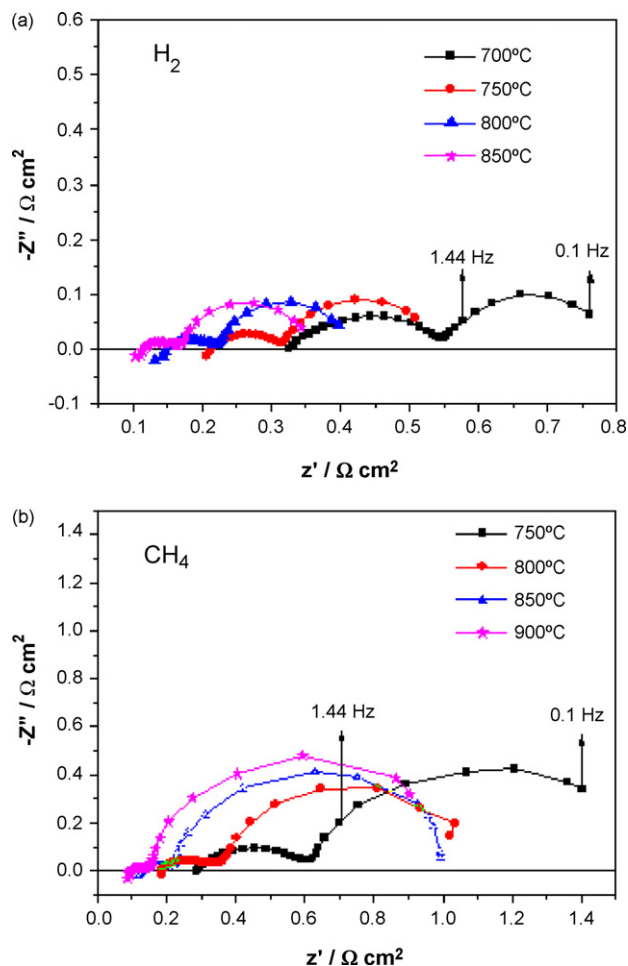 (a)
0.6
0.5
0.4
0.3
0.2
0.1
0.0
-0.1
-Z'' / Ω cm²
H₂
700ºC
750ºC
800ºC
850ºC
1.44 Hz
0.1 Hz
0.1 0.2 0.3 0.4 0.5 0.6 0.7 0.8
z' / Ω cm²
(b)
1.4
1.2
1.0
0.8
0.6
0.4
0.2
0.0
-Z'' / Ω cm²
CH₄
750ºC
800ºC
850ºC
900ºC
1.44 Hz
0.1 Hz
0.0 0.2 0.4 0.6 0.8 1.0 1.2 1.4
z' / Ω cm²